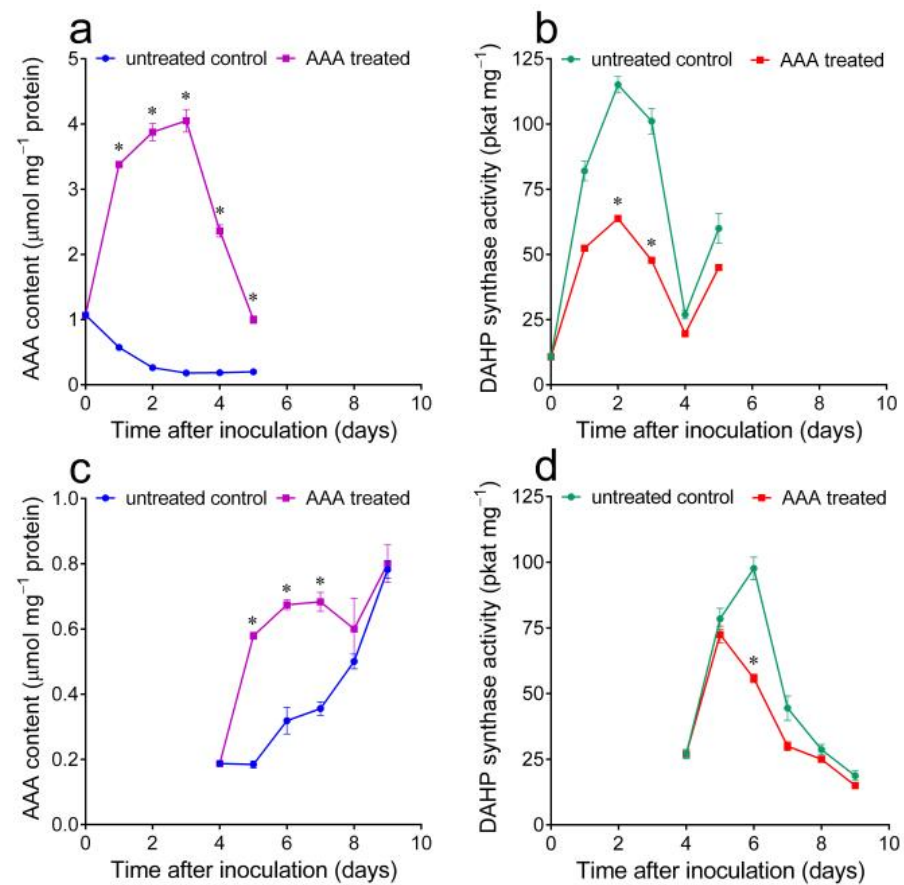 a
untreated control AAA treated
AAA content (μmol mg⁻¹ protein)
5
4
3
2
1
0
* * * * *
0 2 4 6 8 10
Time after inoculation (days)
b
untreated control AAA treated
DAHP synthase activity (pkat mg⁻¹)
125
100
75
50
25
0
* *
0 2 4 6 8 10
Time after inoculation (days)
c
untreated control AAA treated
AAA content (μmol mg⁻¹ protein)
1.0
0.8
0.6
0.4
0.2
0.0
* * *
0 2 4 6 8 10
Time after inoculation (days)
d
untreated control AAA treated
DAHP synthase activity (pkat mg⁻¹)
125
100
75
50
25
0
*
0 2 4 6 8 10
Time after inoculation (days)